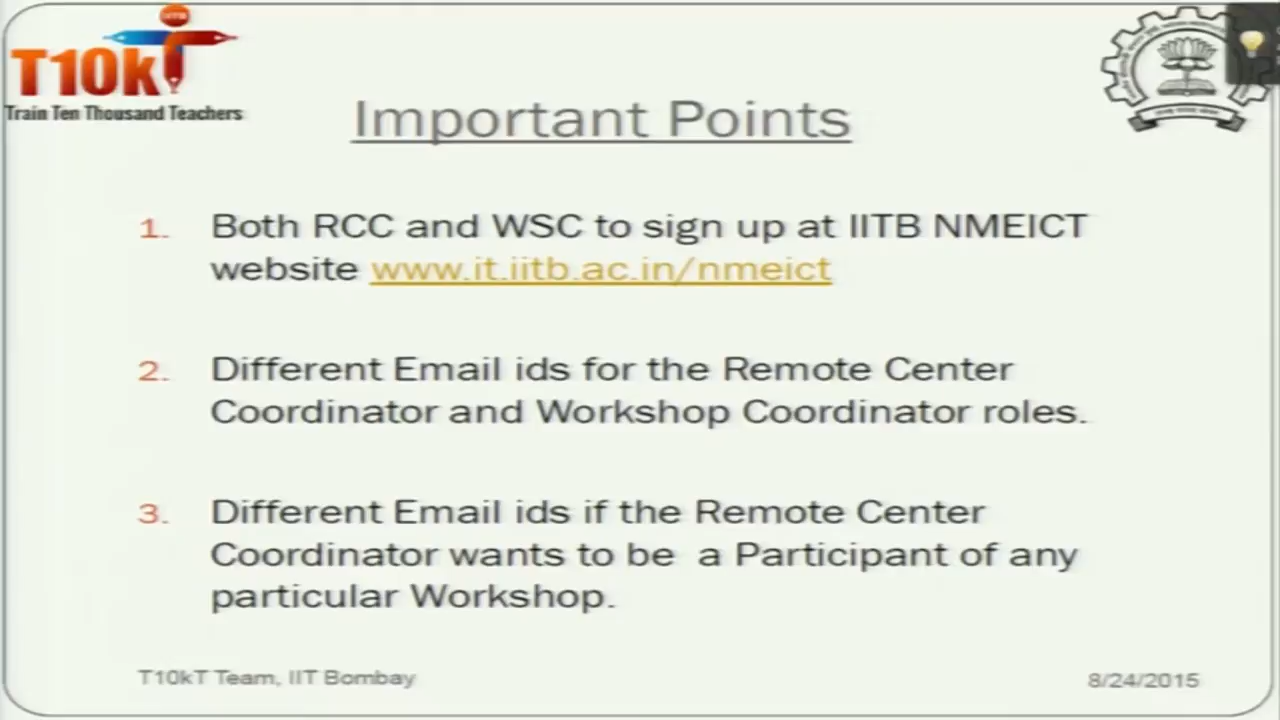 IITB
T10kT
Train Ten Thousand Teachers
Important Points
1. Both RCC and WSC to sign up at IITB NMEICT
website www.it.iitb.ac.in/nmeict
2. Different Email ids for the Remote Center
Coordinator and Workshop Coordinator roles.
3. Different Email ids if the Remote Center
Coordinator wants to be a Participant of any
particular Workshop.
T10kT Team, IIT Bombay
8/24/2015